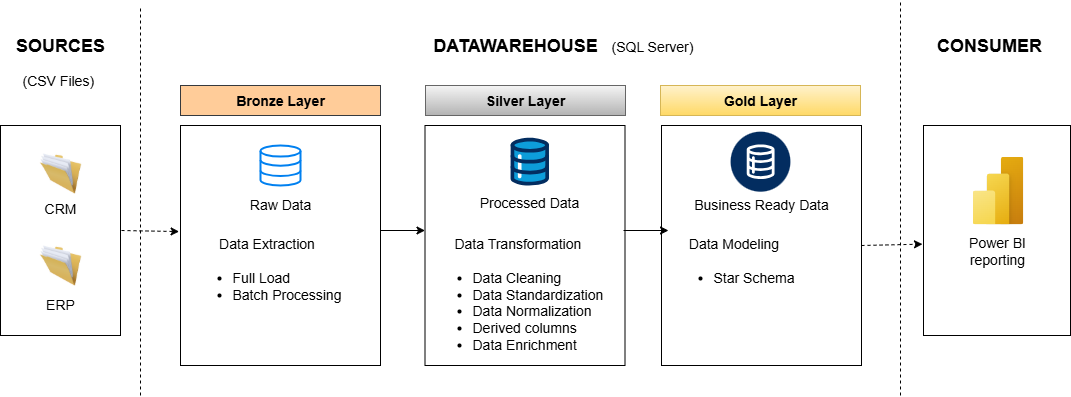 SOURCES
(CSV Files)
CRM
ERP
DATAWAREHOUSE (SQL Server)
Bronze Layer
Raw Data
Data Extraction
• Full Load
• Batch Processing
Silver Layer
Processed Data
Data Transformation
• Data Cleaning
• Data Standardization
• Data Normalization
• Derived columns
• Data Enrichment
Gold Layer
Business Ready Data
Data Modeling
• Star Schema
CONSUMER
Power BI
reporting